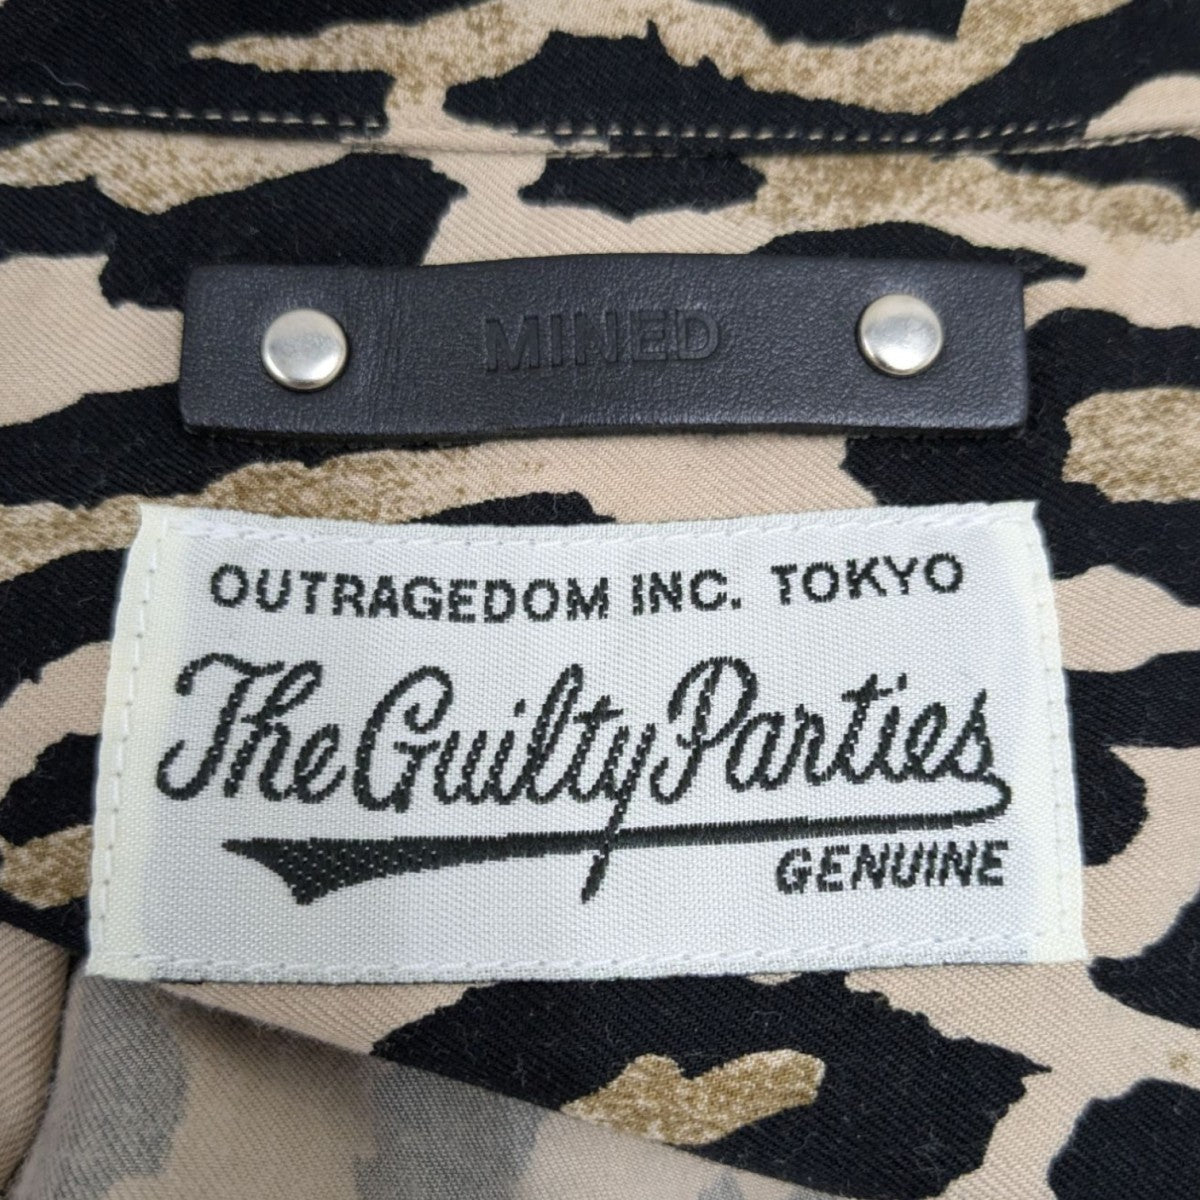 MINED
OUTRAGEDOM INC. TOKYO
The Guilty Parties
GENUINE